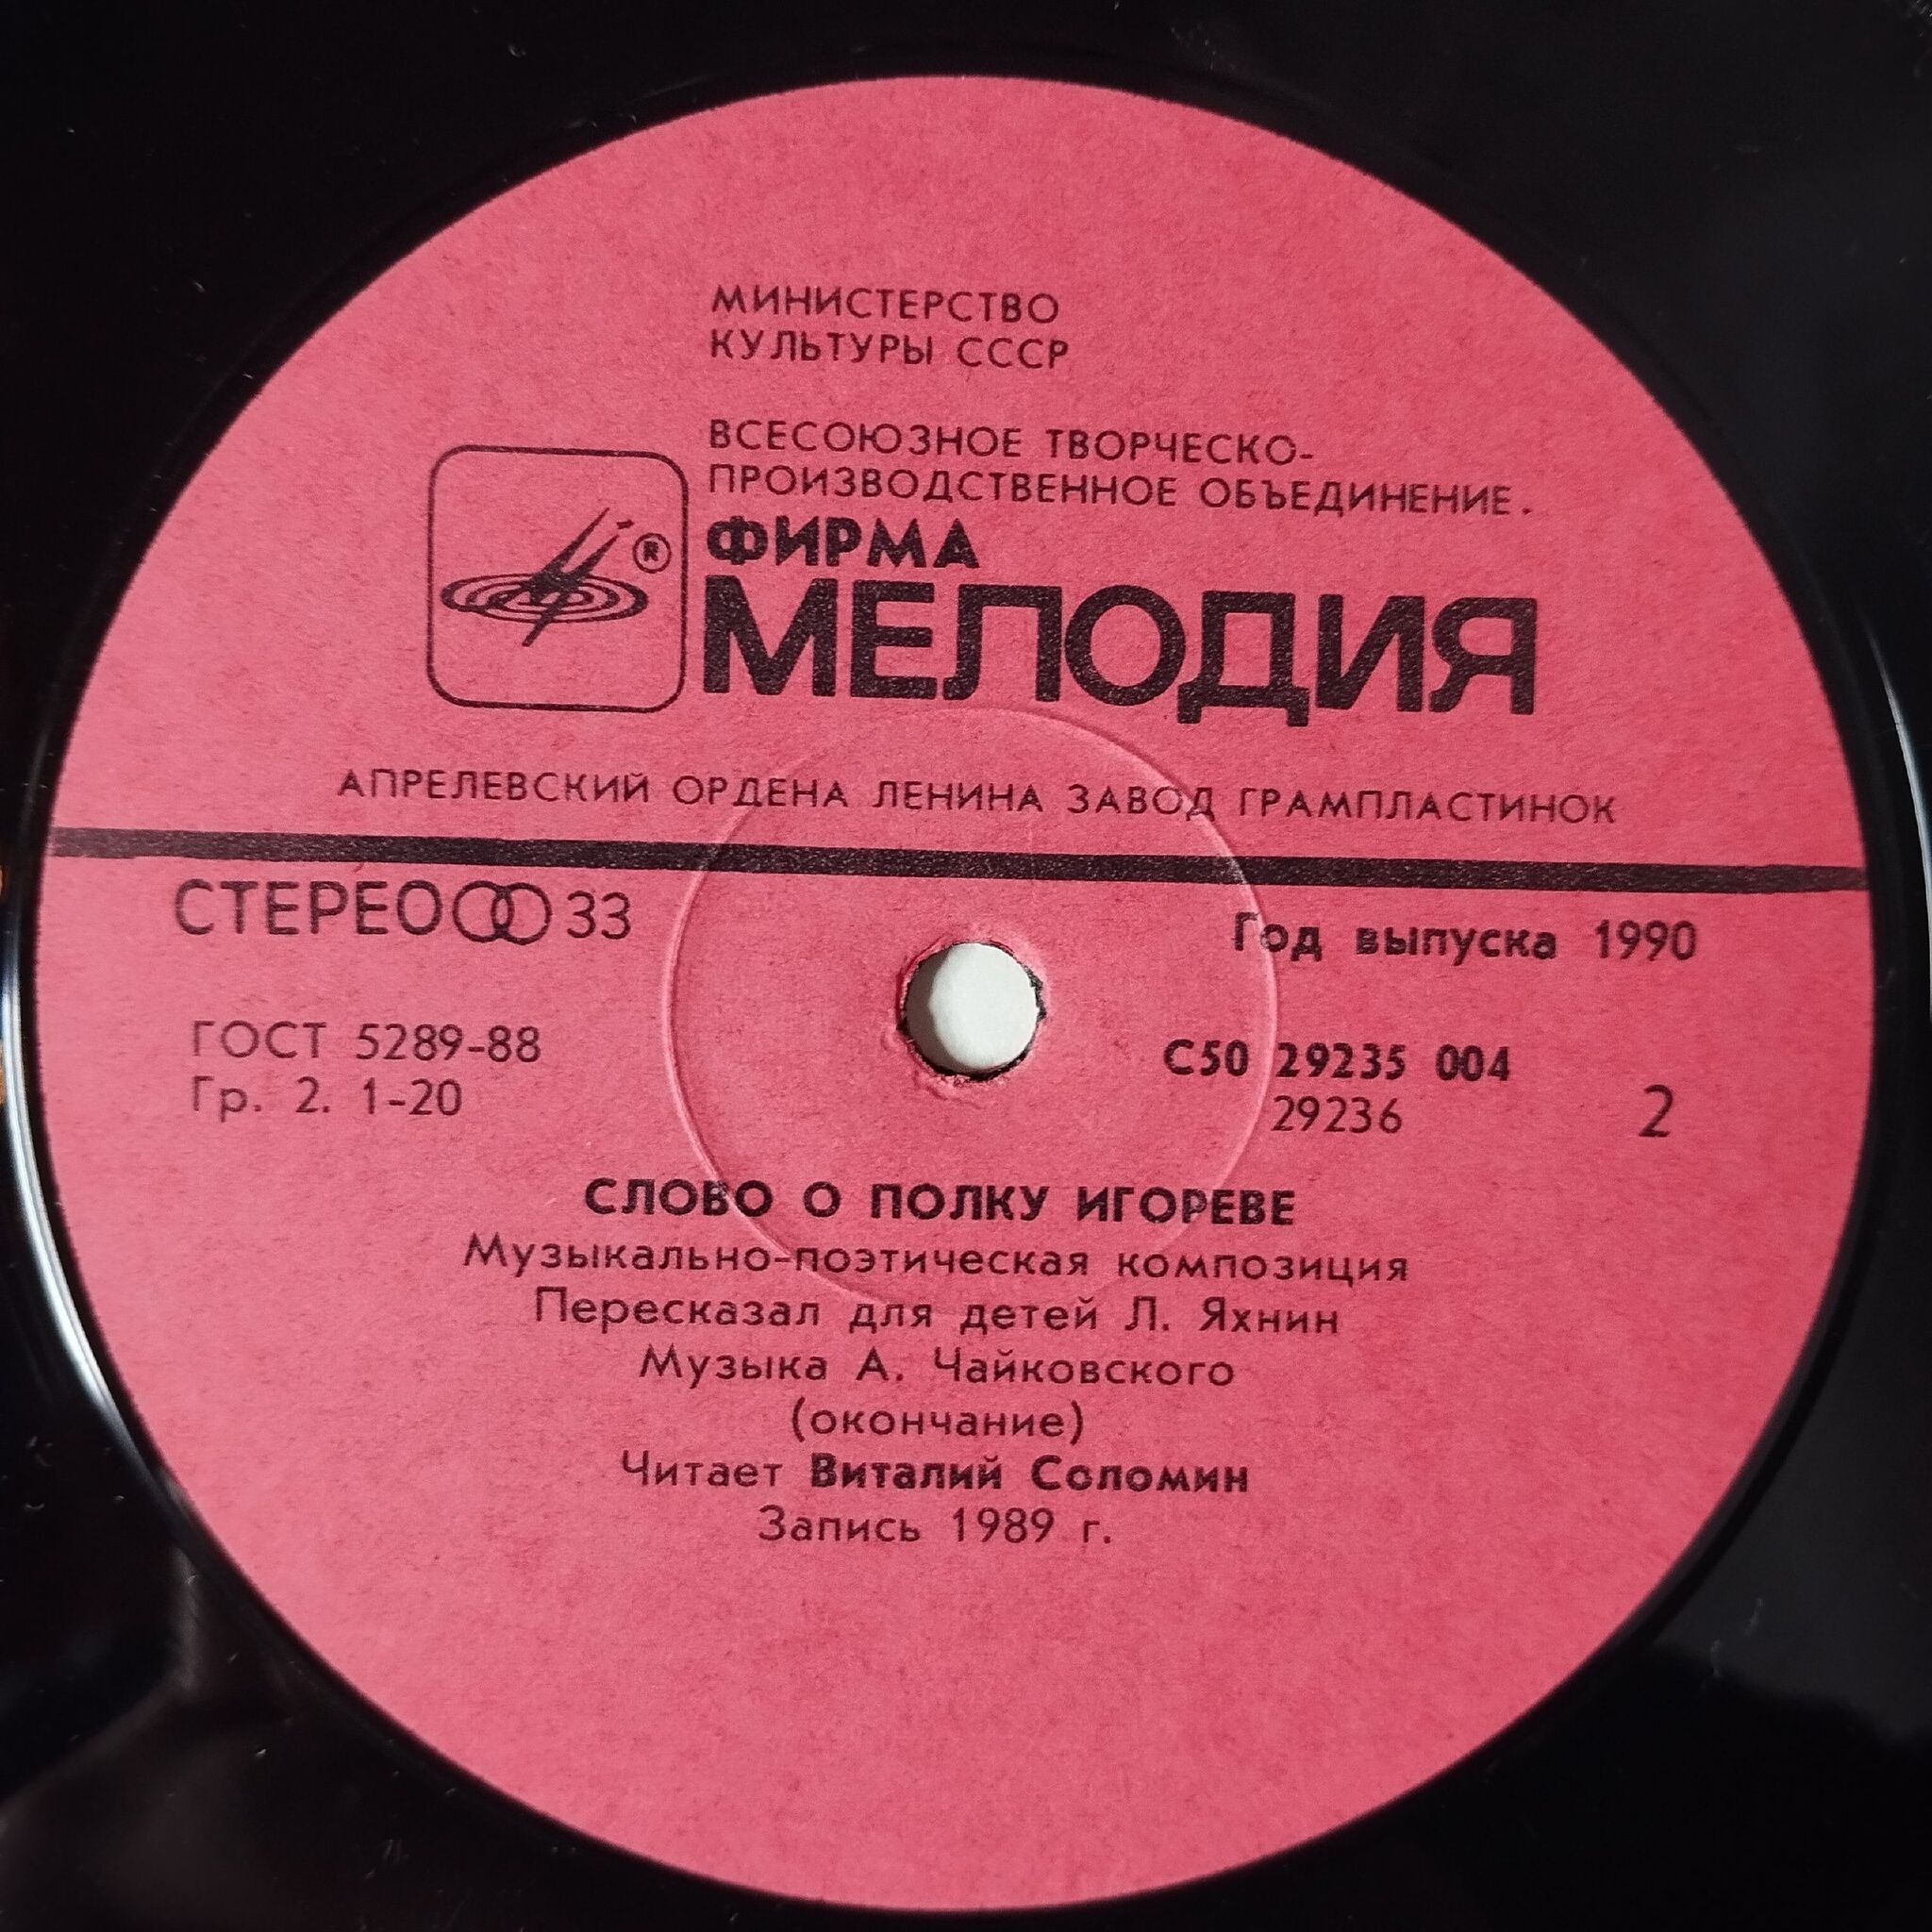 МИНИСТЕРСТВО
КУЛЬТУРЫ СССР
ВСЕСОЮЗНОЕ ТВОРЧЕСКО-
ПРОИЗВОДСТВЕННОЕ ОБЪЕДИНЕНИЕ.
®
ФИРМА
МЕЛОДИЯ
АПРЕЛЕВСКИЙ ОРДЕНА ЛЕНИНА ЗАВОД ГРАМПЛАСТИНОК
СТЕРЕО 33
Год выпуска 1990
ГОСТ 5289-88
Гр. 2. 1-20
С50 29235 004
29236
2
СЛОВО О ПОЛКУ ИГОРЕВЕ
Музыкально-поэтическая композиция
Пересказал для детей Л. Яхнин
Музыка А. Чайковского
(окончание)
Читает Виталий Соломин
Запись 1989 г.